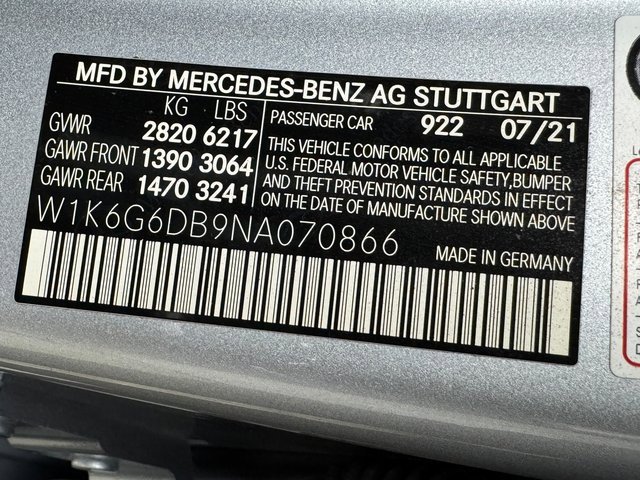 MFD BY MERCEDES-BENZ AG STUTTGART
KG LBS
GVWR 2820 6217
GAWR FRONT 1390 3064
GAWR REAR 1470 3241
PASSENGER CAR 922 07/21
THIS VEHICLE CONFORMS TO ALL APPLICABLE
U.S. FEDERAL MOTOR VEHICLE SAFETY, BUMPER
AND THEFT PREVENTION STANDARDS IN EFFECT
ON THE DATE OF MANUFACTURE SHOWN ABOVE
W1K6G6DB9NA070866
MADE IN GERMANY